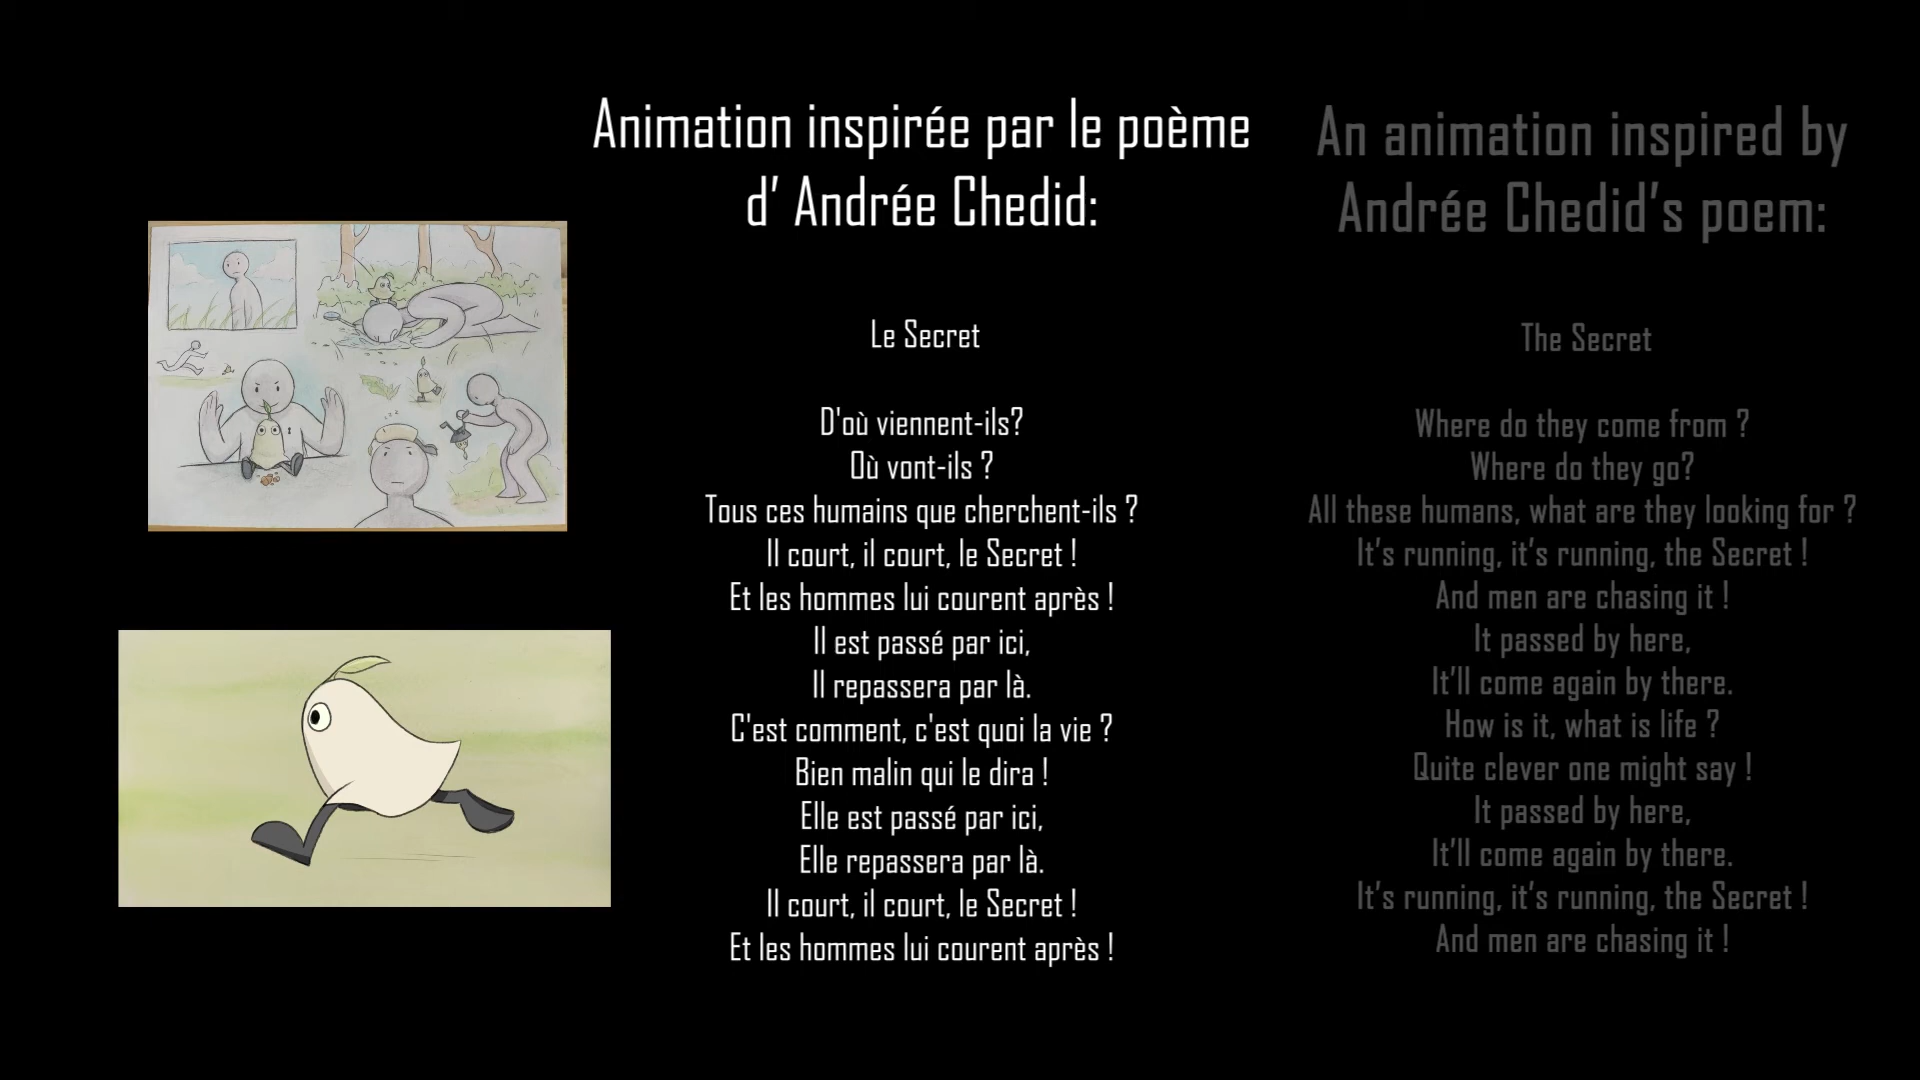 Animation inspirée par le poème
d’ Andrée Chedid:
Le Secret
D'où viennent-ils?
Où vont-ils ?
Tous ces humains que cherchent-ils ?
Il court, il court, le Secret !
Et les hommes lui courent après !
Il est passé par ici,
Il repassera par là.
C'est comment, c'est quoi la vie ?
Bien malin qui le dira !
Elle est passé par ici,
Elle repassera par là.
Il court, il court, le Secret !
Et les hommes lui courent après !
An animation inspired by
Andrée Chedid’s poem:
The Secret
Where do they come from ?
Where do they go?
All these humans, what are they looking for ?
It’s running, it’s running, the Secret !
And men are chasing it !
It passed by here,
It’ll come again by there.
How is it, what is life ?
Quite clever one might say !
It passed by here,
It’ll come again by there.
It’s running, it’s running, the Secret !
And men are chasing it !